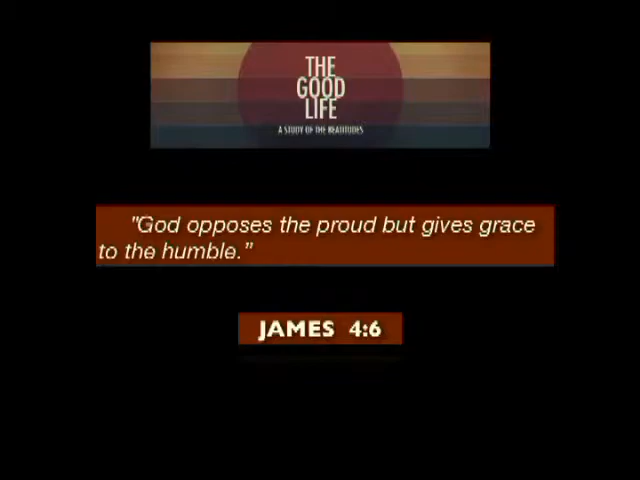 THE
GOOD
LIFE
A STUDY OF THE BEATITUDES
"God opposes the proud but gives grace
to the humble.”
JAMES 4:6